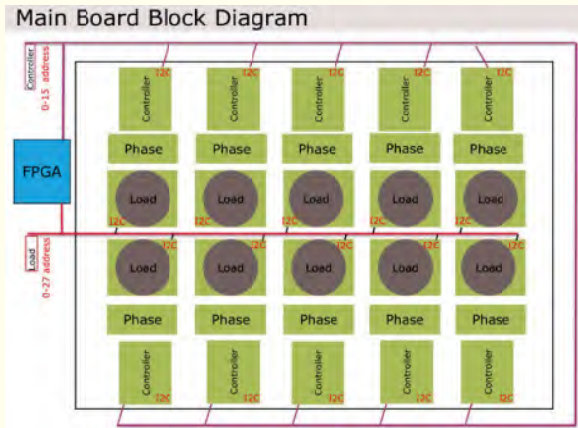 Main Board Block Diagram
Controller
0-15 address
I2C I2C I2C I2C I2C
Controller Controller Controller Controller Controller
Phase Phase Phase Phase Phase
FPGA
Load Load Load Load Load
I2C I2C I2C I2C I2C
Load
0-27 address
I2C I2C I2C I2C I2C
Load Load Load Load Load
Phase Phase Phase Phase Phase
Controller Controller Controller Controller Controller
I2C I2C I2C I2C I2C